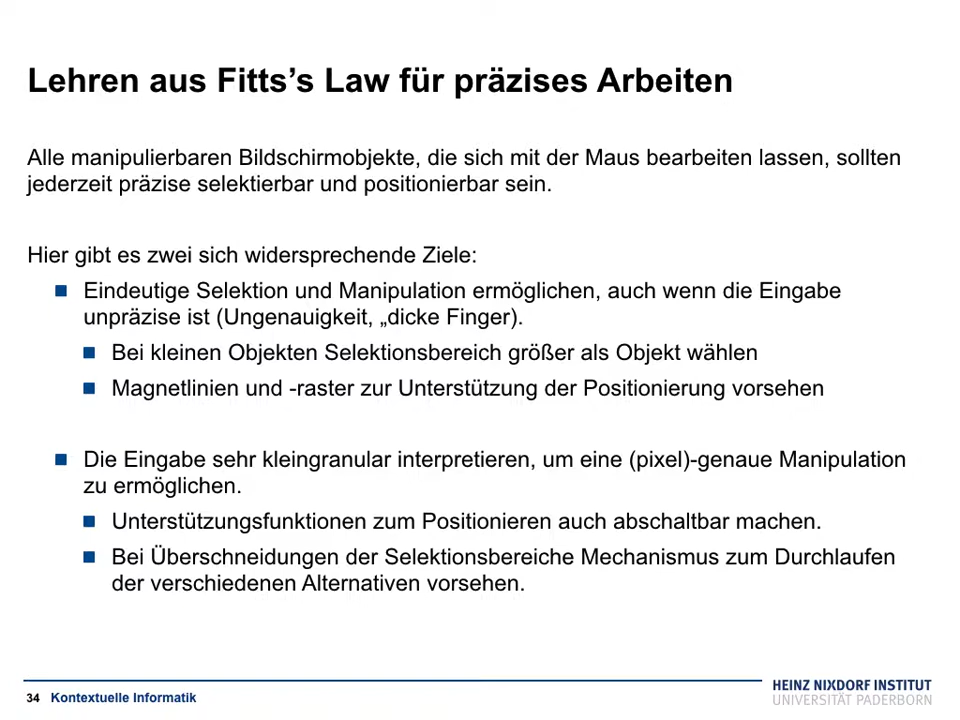 Lehren aus Fitts’s Law für präzises Arbeiten
Alle manipulierbaren Bildschirmobjekte, die sich mit der Maus bearbeiten lassen, sollten
jederzeit präzise selektierbar und positionierbar sein.
Hier gibt es zwei sich widersprechende Ziele:
Eindeutige Selektion und Manipulation ermöglichen, auch wenn die Eingabe
unpräzise ist (Ungenauigkeit, „dicke Finger).
Bei kleinen Objekten Selektionsbereich größer als Objekt wählen
Magnetlinien und -raster zur Unterstützung der Positionierung vorsehen
Die Eingabe sehr kleingranular interpretieren, um eine (pixel)-genaue Manipulation
zu ermöglichen.
Unterstützungsfunktionen zum Positionieren auch abschaltbar machen.
Bei Überschneidungen der Selektionsbereiche Mechanismus zum Durchlaufen
der verschiedenen Alternativen vorsehen.
34 Kontextuelle Informatik
HEINZ NIXDORF INSTITUT
UNIVERSITÄT PADERBORN